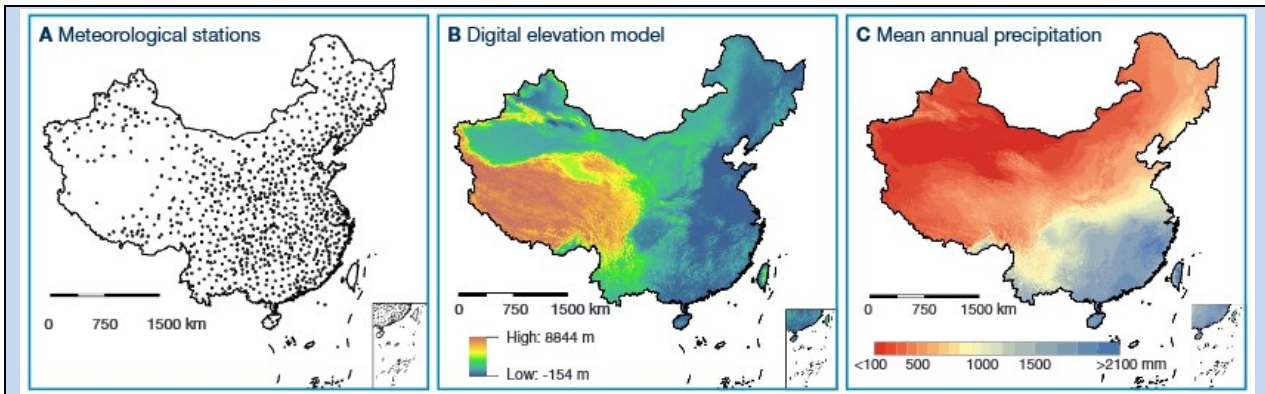 A Meteorological stations
0 750 1500 km
B Digital elevation model
0 750 1500 km
High: 8844 m
Low: -154 m
C Mean annual precipitation
0 750 1500 km
<100 500 1000 1500 >2100 mm